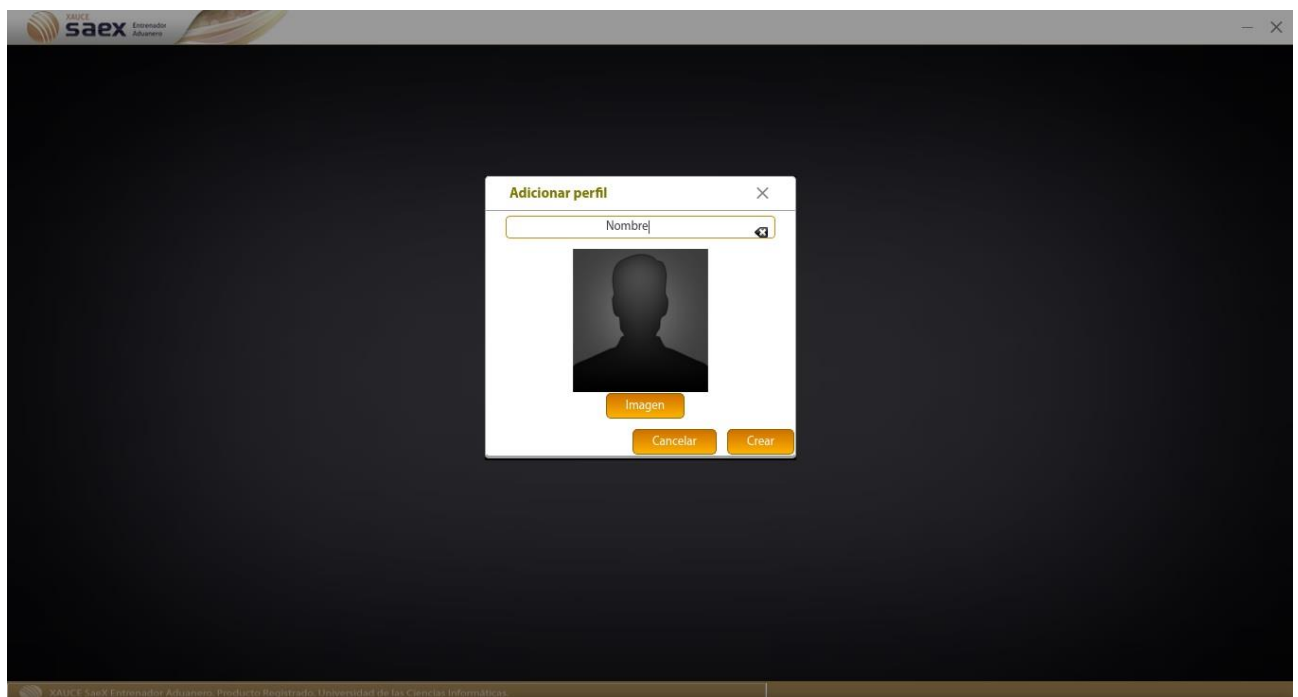 XAUCE
saex Entrenador
Aduanero
Adicionar perfil
Nombre
Imagen
Cancelar Crear
XAUCE SaeX Entrenador Aduanero. Producto Registrado. Universidad de las Ciencias Informáticas.